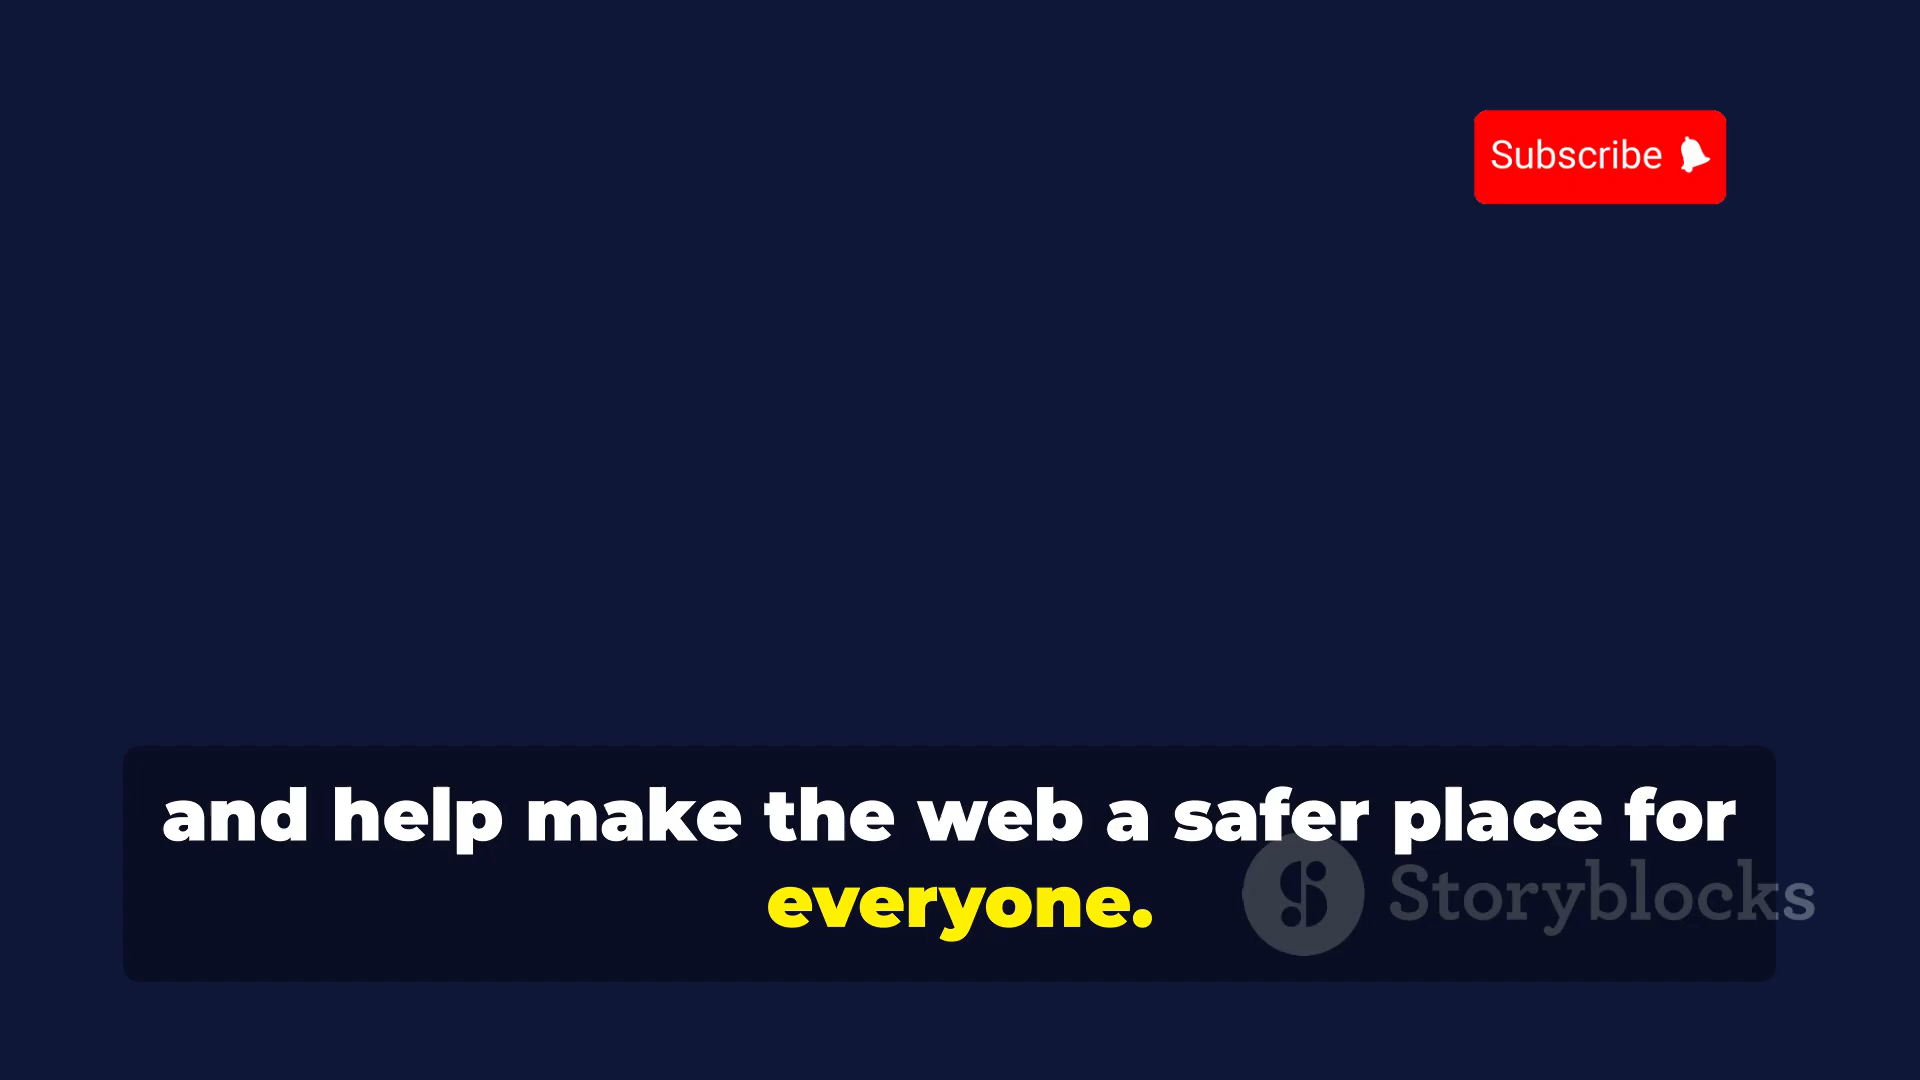 Subscribe
and help make the web a safer place for
everyone.
Storyblocks